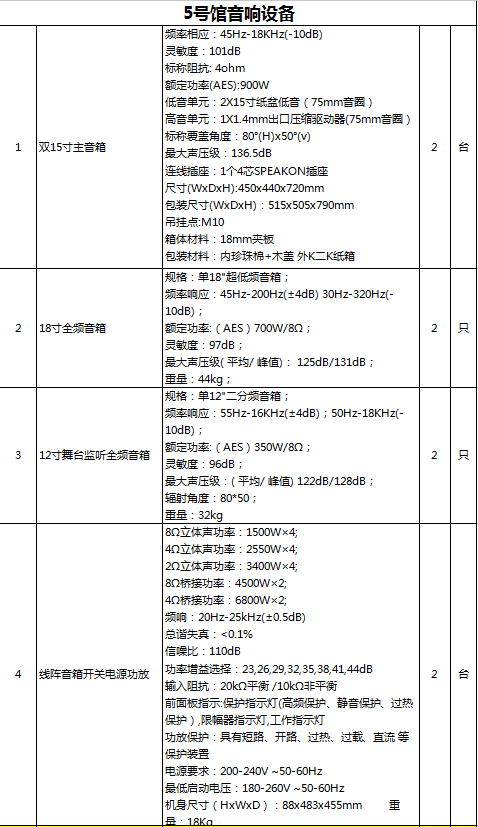 5号馆音响设备
1
双15寸主音箱
频率相应：45Hz-18KHz(-10dB)
灵敏度：101dB
标称阻抗: 4ohm
额定功率(AES):900W
低音单元：2X15寸纸盆低音（75mm音圈）
高音单元：1X1.4mm出口压缩驱动器(75mm音圈）
标称覆盖角度：80°(H)x50°(v)
最大声压级：136.5dB
连线插座：1个4芯SPEAKON插座
尺寸(WxDxH):450x440x720mm
包装尺寸(WxDxH)：515x505x790mm
吊挂点:M10
箱体材料：18mm夹板
包装材料：内珍珠棉+木盖 外K二K纸箱
2
台
2
18寸全频音箱
规格：单18"超低频音箱；
频率响应：45Hz-200Hz(±4dB) 30Hz-320Hz(-
10dB)；
额定功率:（AES）700W/8Ω；
灵敏度：97dB；
最大声压级( 平均/ 峰值)： 125dB/131dB；
重量：44kg；
2
只
3
12寸舞台监听全频音箱
规格：单12"二分频音箱；
频率响应：55Hz-16KHz(±4dB)；50Hz-18KHz(-
10dB)；
额定功率:（AES）350W/8Ω；
灵敏度：96dB；
最大声压级：( 平均/ 峰值) 122dB/128dB；
辐射角度：80*50；
重量：32kg
2
只
4
线阵音箱开关电源功放
8Ω立体声功率：1500W×4;
4Ω立体声功率：2550W×4;
2Ω立体声功率：3400W×4;
8Ω桥接功率：4500W×2;
4Ω桥接功率：6800W×2;
频响：20Hz-25kHz(±0.5dB)
总谐失真：<0.1%
信噪比：110dB
功率增益选择：23,26,29,32,35,38,41,44dB
输入阻抗：20kΩ平衡 /10kΩ非平衡
前面板指示:保护指示灯(高频保护、静音保护、过热
保护）,限幅器指示灯,工作指示灯
功放保护：具有短路、开路、过热、过载、直流 等
保护装置
电源要求：200-240V ~50-60Hz
最低启动电压：180-260V ~50-60Hz
机身尺寸（HxWxD）：88x483x455mm 重
量：18Kg
2
台